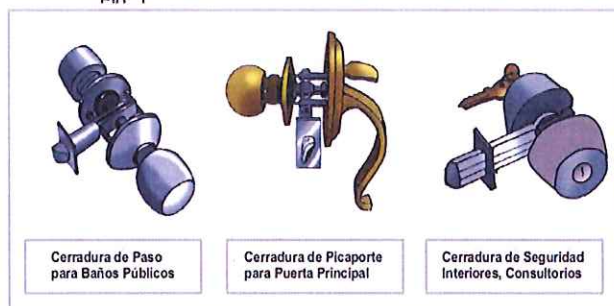 Cerradura de Paso
para Baños Públicos
Cerradura de Picaporte
para Puerta Principal
Cerradura de Seguridad
Interiores, Consultorios